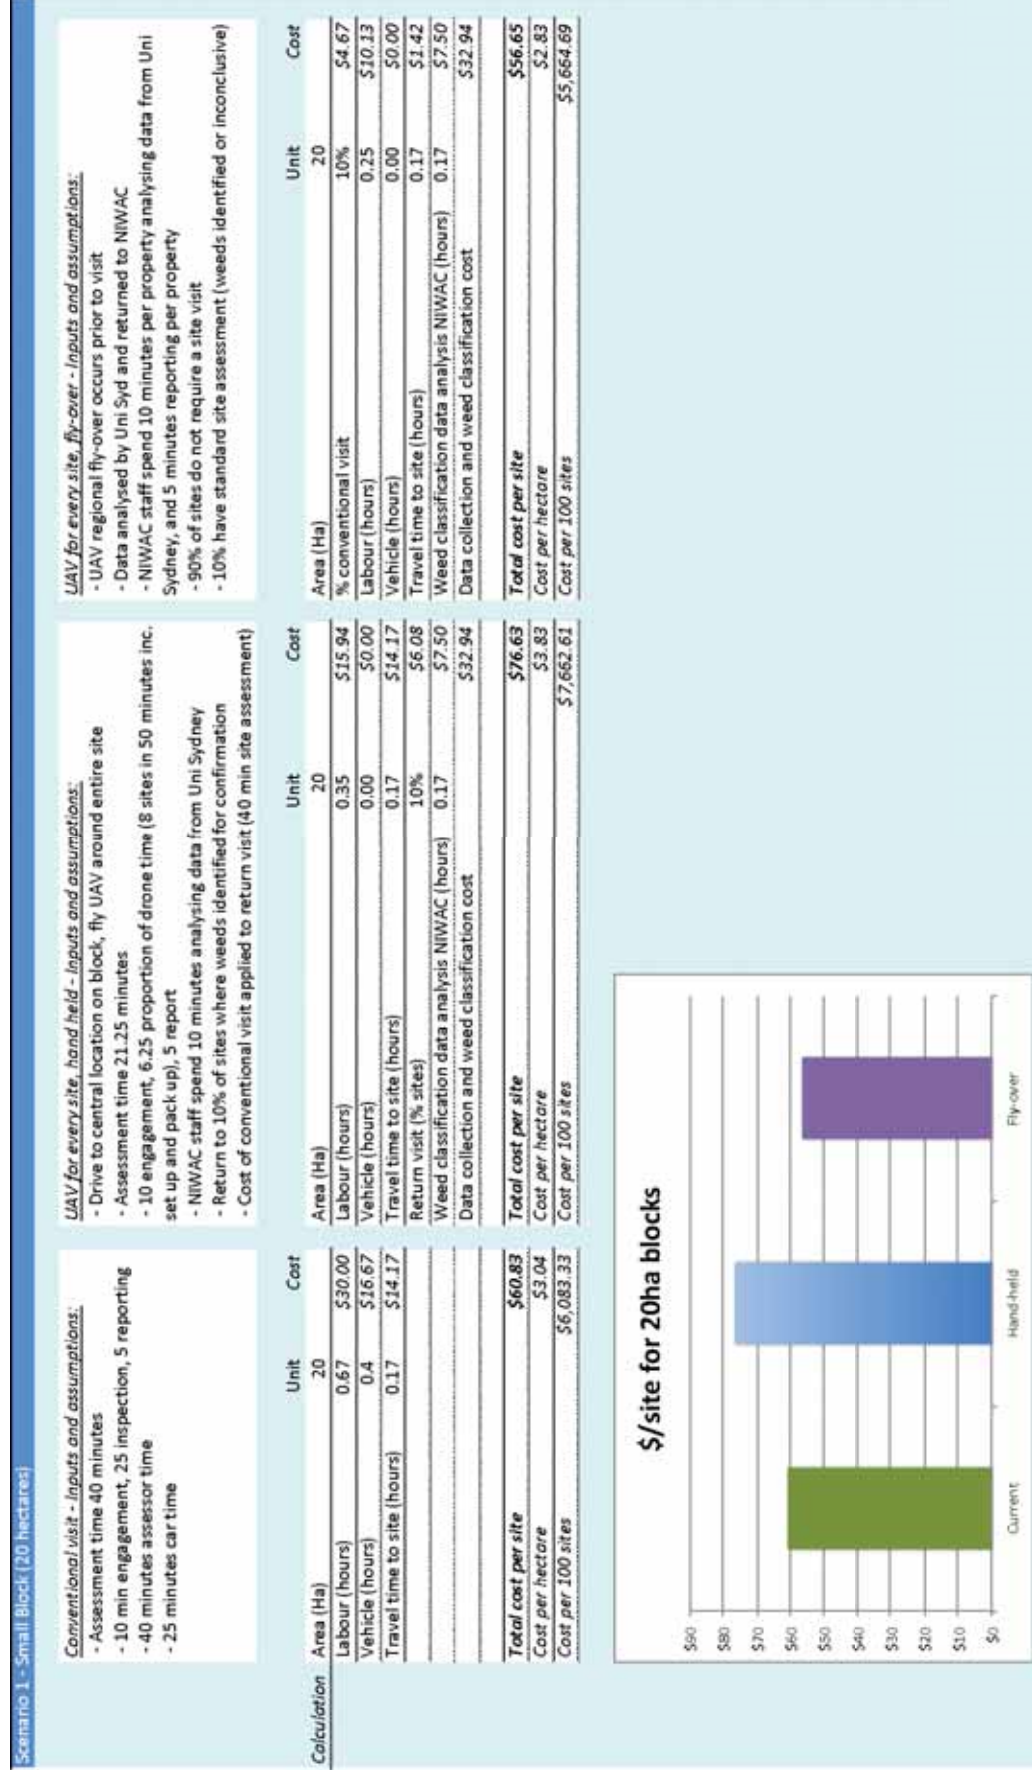 Scenario 1 - Small Block (20 hectares)
Conventional visit - Inputs and assumptions:
- Assessment time 40 minutes
- 10 min engagement, 25 inspection, 5 reporting
- 40 minutes assessor time
- 25 minutes car time
UAV for every site, hand held - Inputs and assumptions:
- Drive to central location on block, fly UAV around entire site
- Assessment time 21.25 minutes
- 10 engagement, 6.25 proportion of drone time (8 sites in 50 minutes inc.
set up and pack up), 5 report
- NIWAC staff spend 10 minutes analysing data from Uni Sydney
- Return to 10% of sites where weeds identified for confirmation
- Cost of conventional visit applied to return visit (40 min site assessment)
UAV for every site, fly-over - Inputs and assumptions:
- UAV regional fly-over occurs prior to visit
- Data analysed by Uni Syd and returned to NIWAC
- NIWAC staff spend 10 minutes per property analysing data from Uni
Sydney, and 5 minutes reporting per property
- 90% of sites do not require a site visit
- 10% have standard site assessment (weeds identified or inconclusive)
Unit Cost
Calculation Area (Ha) 20
Labour (hours) 0.67 $30.00
Vehicle (hours) 0.4 $16.67
Travel time to site (hours) 0.17 $14.17
Total cost per site $60.83
Cost per hectare $3.04
Cost per 100 sites $6,083.33
Unit Cost
Area (Ha) 20
Labour (hours) 0.35 $15.94
Vehicle (hours) 0.00 $0.00
Travel time to site (hours) 0.17 $14.17
Return visit (% sites) 10% $6.08
Weed classification data analysis NIWAC (hours) 0.17 $7.50
Data collection and weed classification cost $32.94
Total cost per site $76.63
Cost per hectare $3.83
Cost per 100 sites $7,662.61
Unit Cost
Area (Ha) 20
% conventional visit 10% $4.67
Labour (hours) 0.25 $10.13
Vehicle (hours) 0.00 $0.00
Travel time to site (hours) 0.17 $1.42
Weed classification data analysis NIWAC (hours) 0.17 $7.50
Data collection and weed classification cost $32.94
Total cost per site $56.65
Cost per hectare $2.83
Cost per 100 sites $5,664.69
$/site for 20ha blocks
$90
$80
$70
$60
$50
$40
$30
$20
$10
$0
Current Hand-held Fly-over